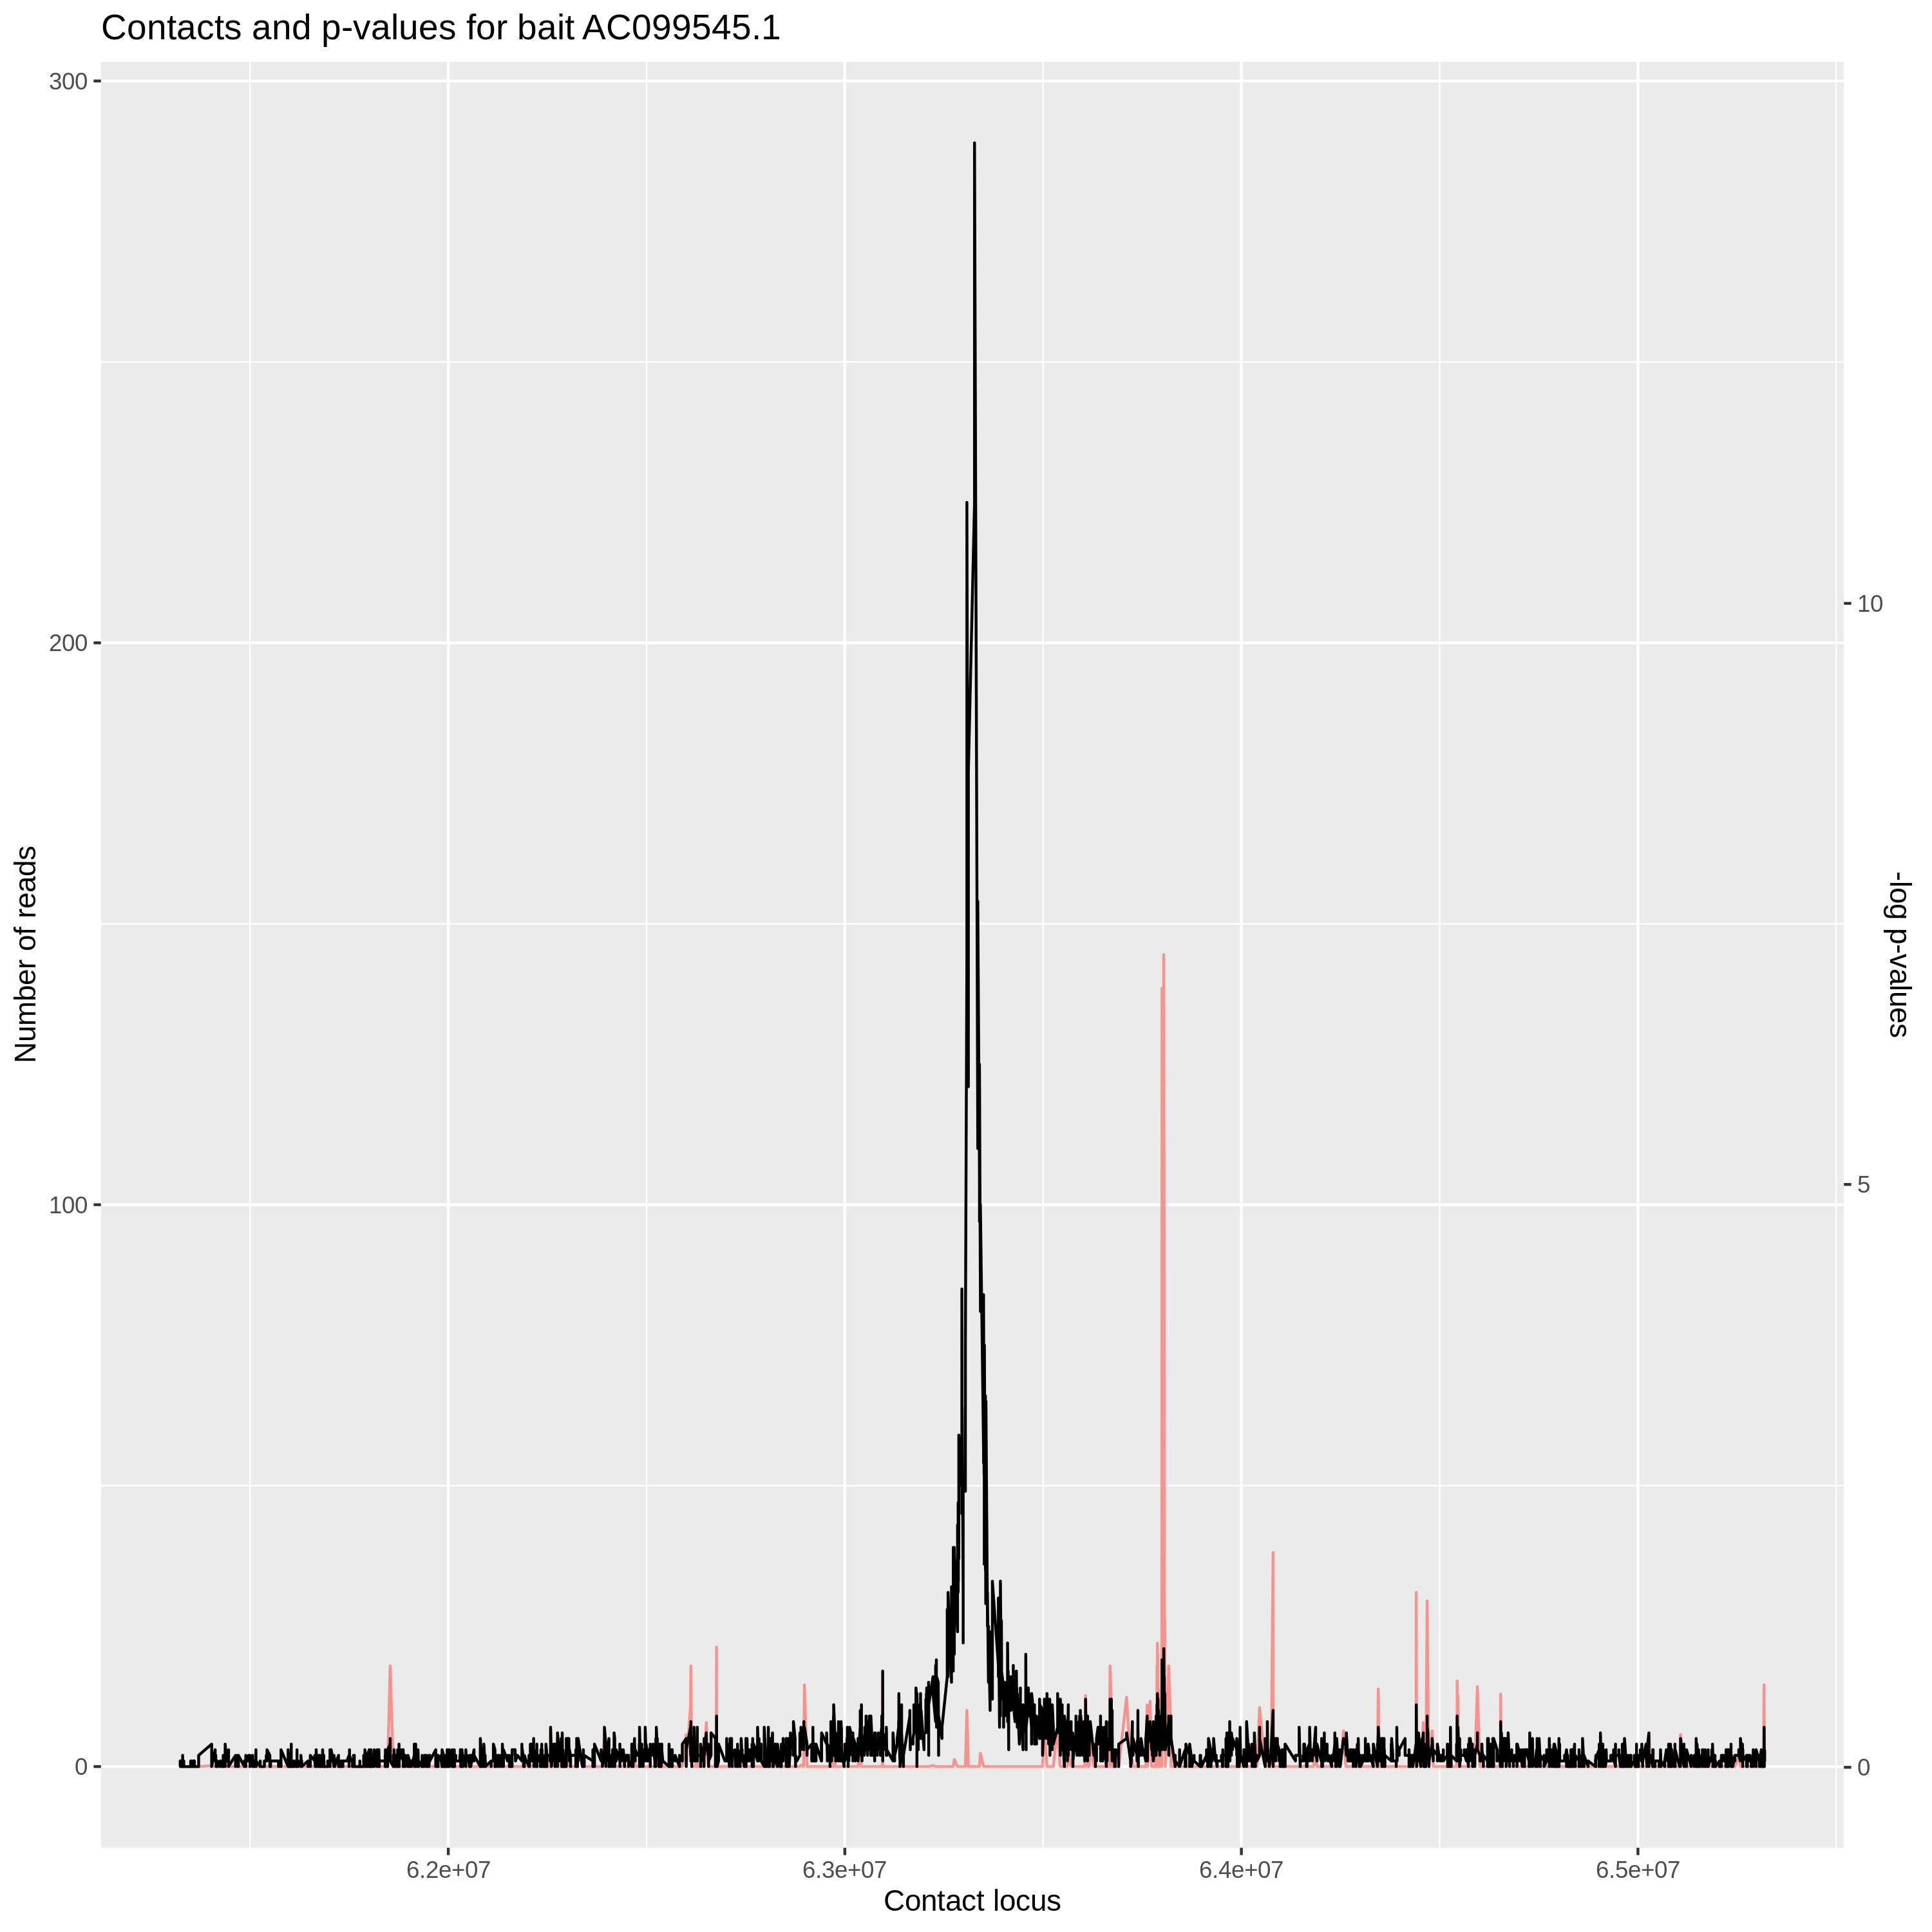 Contacts and p-values for bait AC099545.1
300
200
100
0
Number of reads
10
5
0
-log p-values
6.2e+07
6.3e+07
6.4e+07
6.5e+07
Contact locus